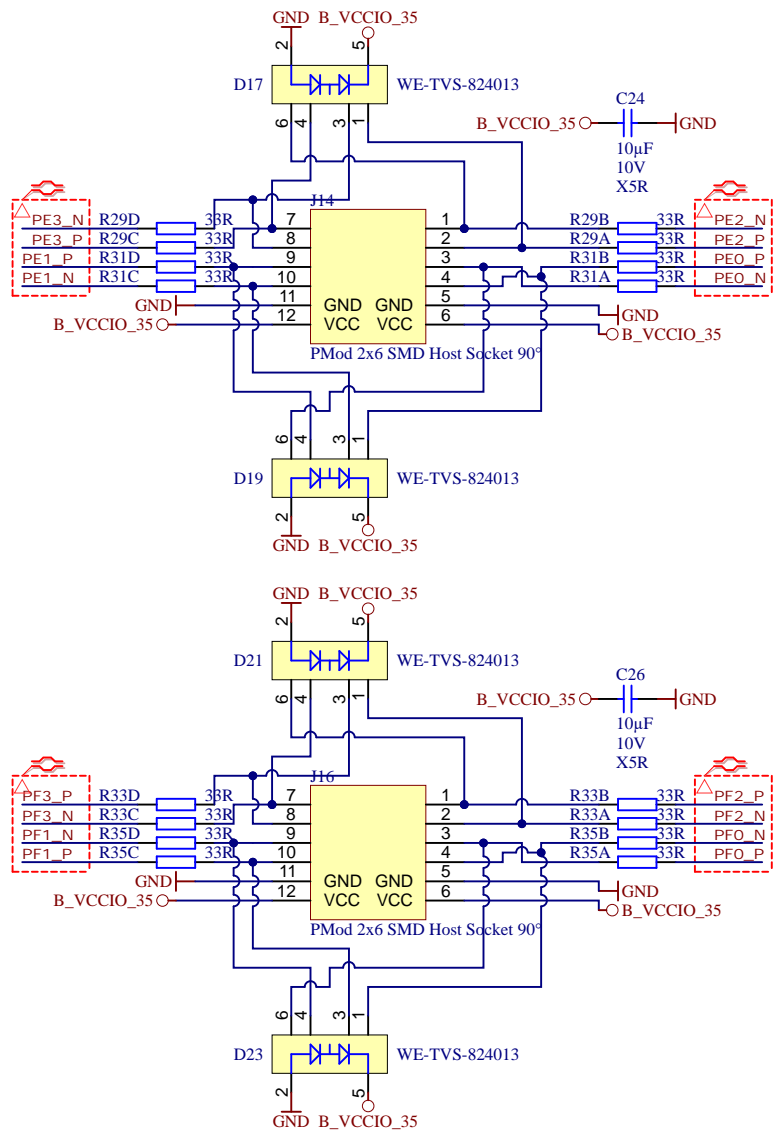 GND B_VCCIO_35
2 5
D17 WE-TVS-824013
6 4 3 1
C24
B_VCCIO_35 GND
10µF
10V
X5R
J14
PE3_N R29D 33R 7 1 R29B 33R PE2_N
PE3_P R29C 33R 8 2 R29A 33R PE2_P
PE1_P R31D 33R 9 3 R31B 33R PE0_P
PE1_N R31C 33R 10 4 R31A 33R PE0_N
GND 11 GND GND 5 GND
B_VCCIO_35 12 VCC VCC 6 B_VCCIO_35
PMod 2x6 SMD Host Socket 90°
6 4 3 1
D19 WE-TVS-824013
2 5
GND B_VCCIO_35
GND B_VCCIO_35
2 5
D21 WE-TVS-824013
6 4 3 1
C26
B_VCCIO_35 GND
10µF
10V
X5R
J16
PF3_P R33D 33R 7 1 R33B 33R PF2_P
PF3_N R33C 33R 8 2 R33A 33R PF2_N
PF1_N R35D 33R 9 3 R35B 33R PF0_N
PF1_P R35C 33R 10 4 R35A 33R PF0_P
GND 11 GND GND 5 GND
B_VCCIO_35 12 VCC VCC 6 B_VCCIO_35
PMod 2x6 SMD Host Socket 90°
6 4 3 1
D23 WE-TVS-824013
2 5
GND B_VCCIO_35